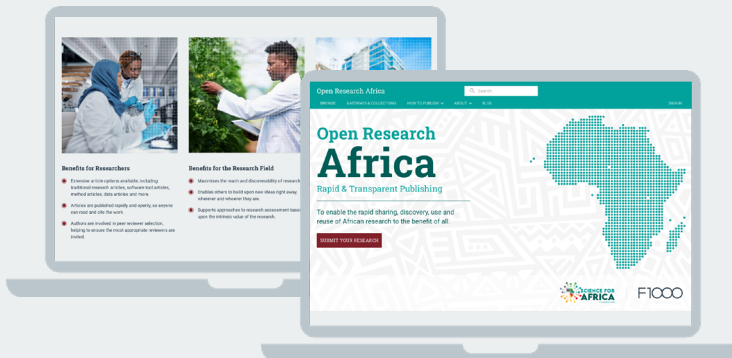 Benefits for Researchers
Extensive article options available, including
traditional research articles, software tool articles,
method articles, data articles and more.
Articles are published rapidly and openly, so anyone
can read and cite the work.
Authors are involved in peer reviewer selection,
helping to ensure the most appropriate reviewers are
invited.
Benefits for the Research Field
Maximises the reach and discoverability of research
Enables others to build upon new ideas right away,
wherever and whoever they are.
Supports approaches to research assessment base
upon the intrinsic value of the research.
Open Research Africa
Search
BROWSE
GATEWAYS & COLLECTIONS
HOW TO PUBLISH
ABOUT
BLOG
SIGN IN
Open Research
Africa
Rapid & Transparent Publishing
To enable the rapid sharing, discovery, use and
reuse of African research to the benefit of all.
SUBMIT YOUR RESEARCH
SCIENCE FOR
AFRICA
F1000